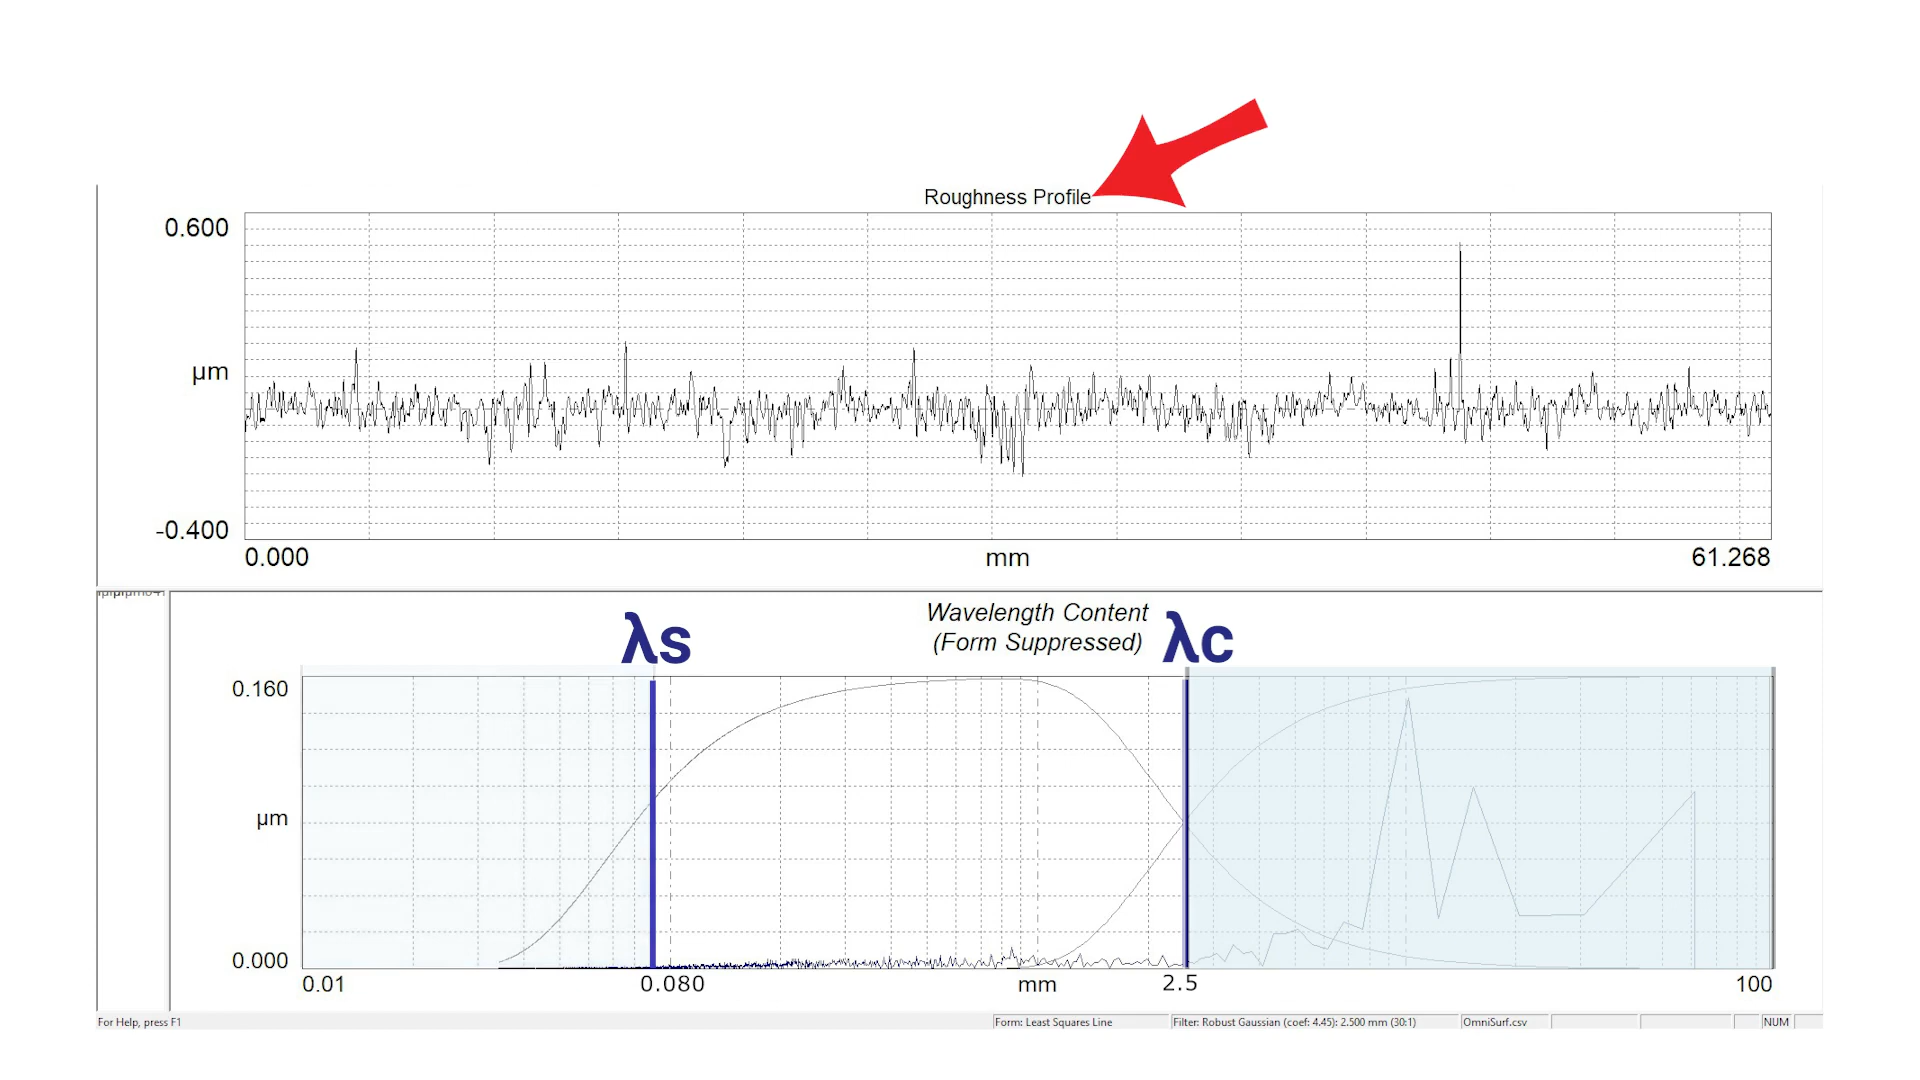 Roughness Profile
0.600
µm
-0.400
0.000 mm 61.268
Wavelength Content
(Form Suppressed)
λs λc
0.160
µm
0.000
0.01 0.080 mm 2.5 100
For Help, press F1 Form: Least Squares Line Filter: Robust Gaussian (coef: 4.45): 2.500 mm (30:1) OmniSurf.csv NUM